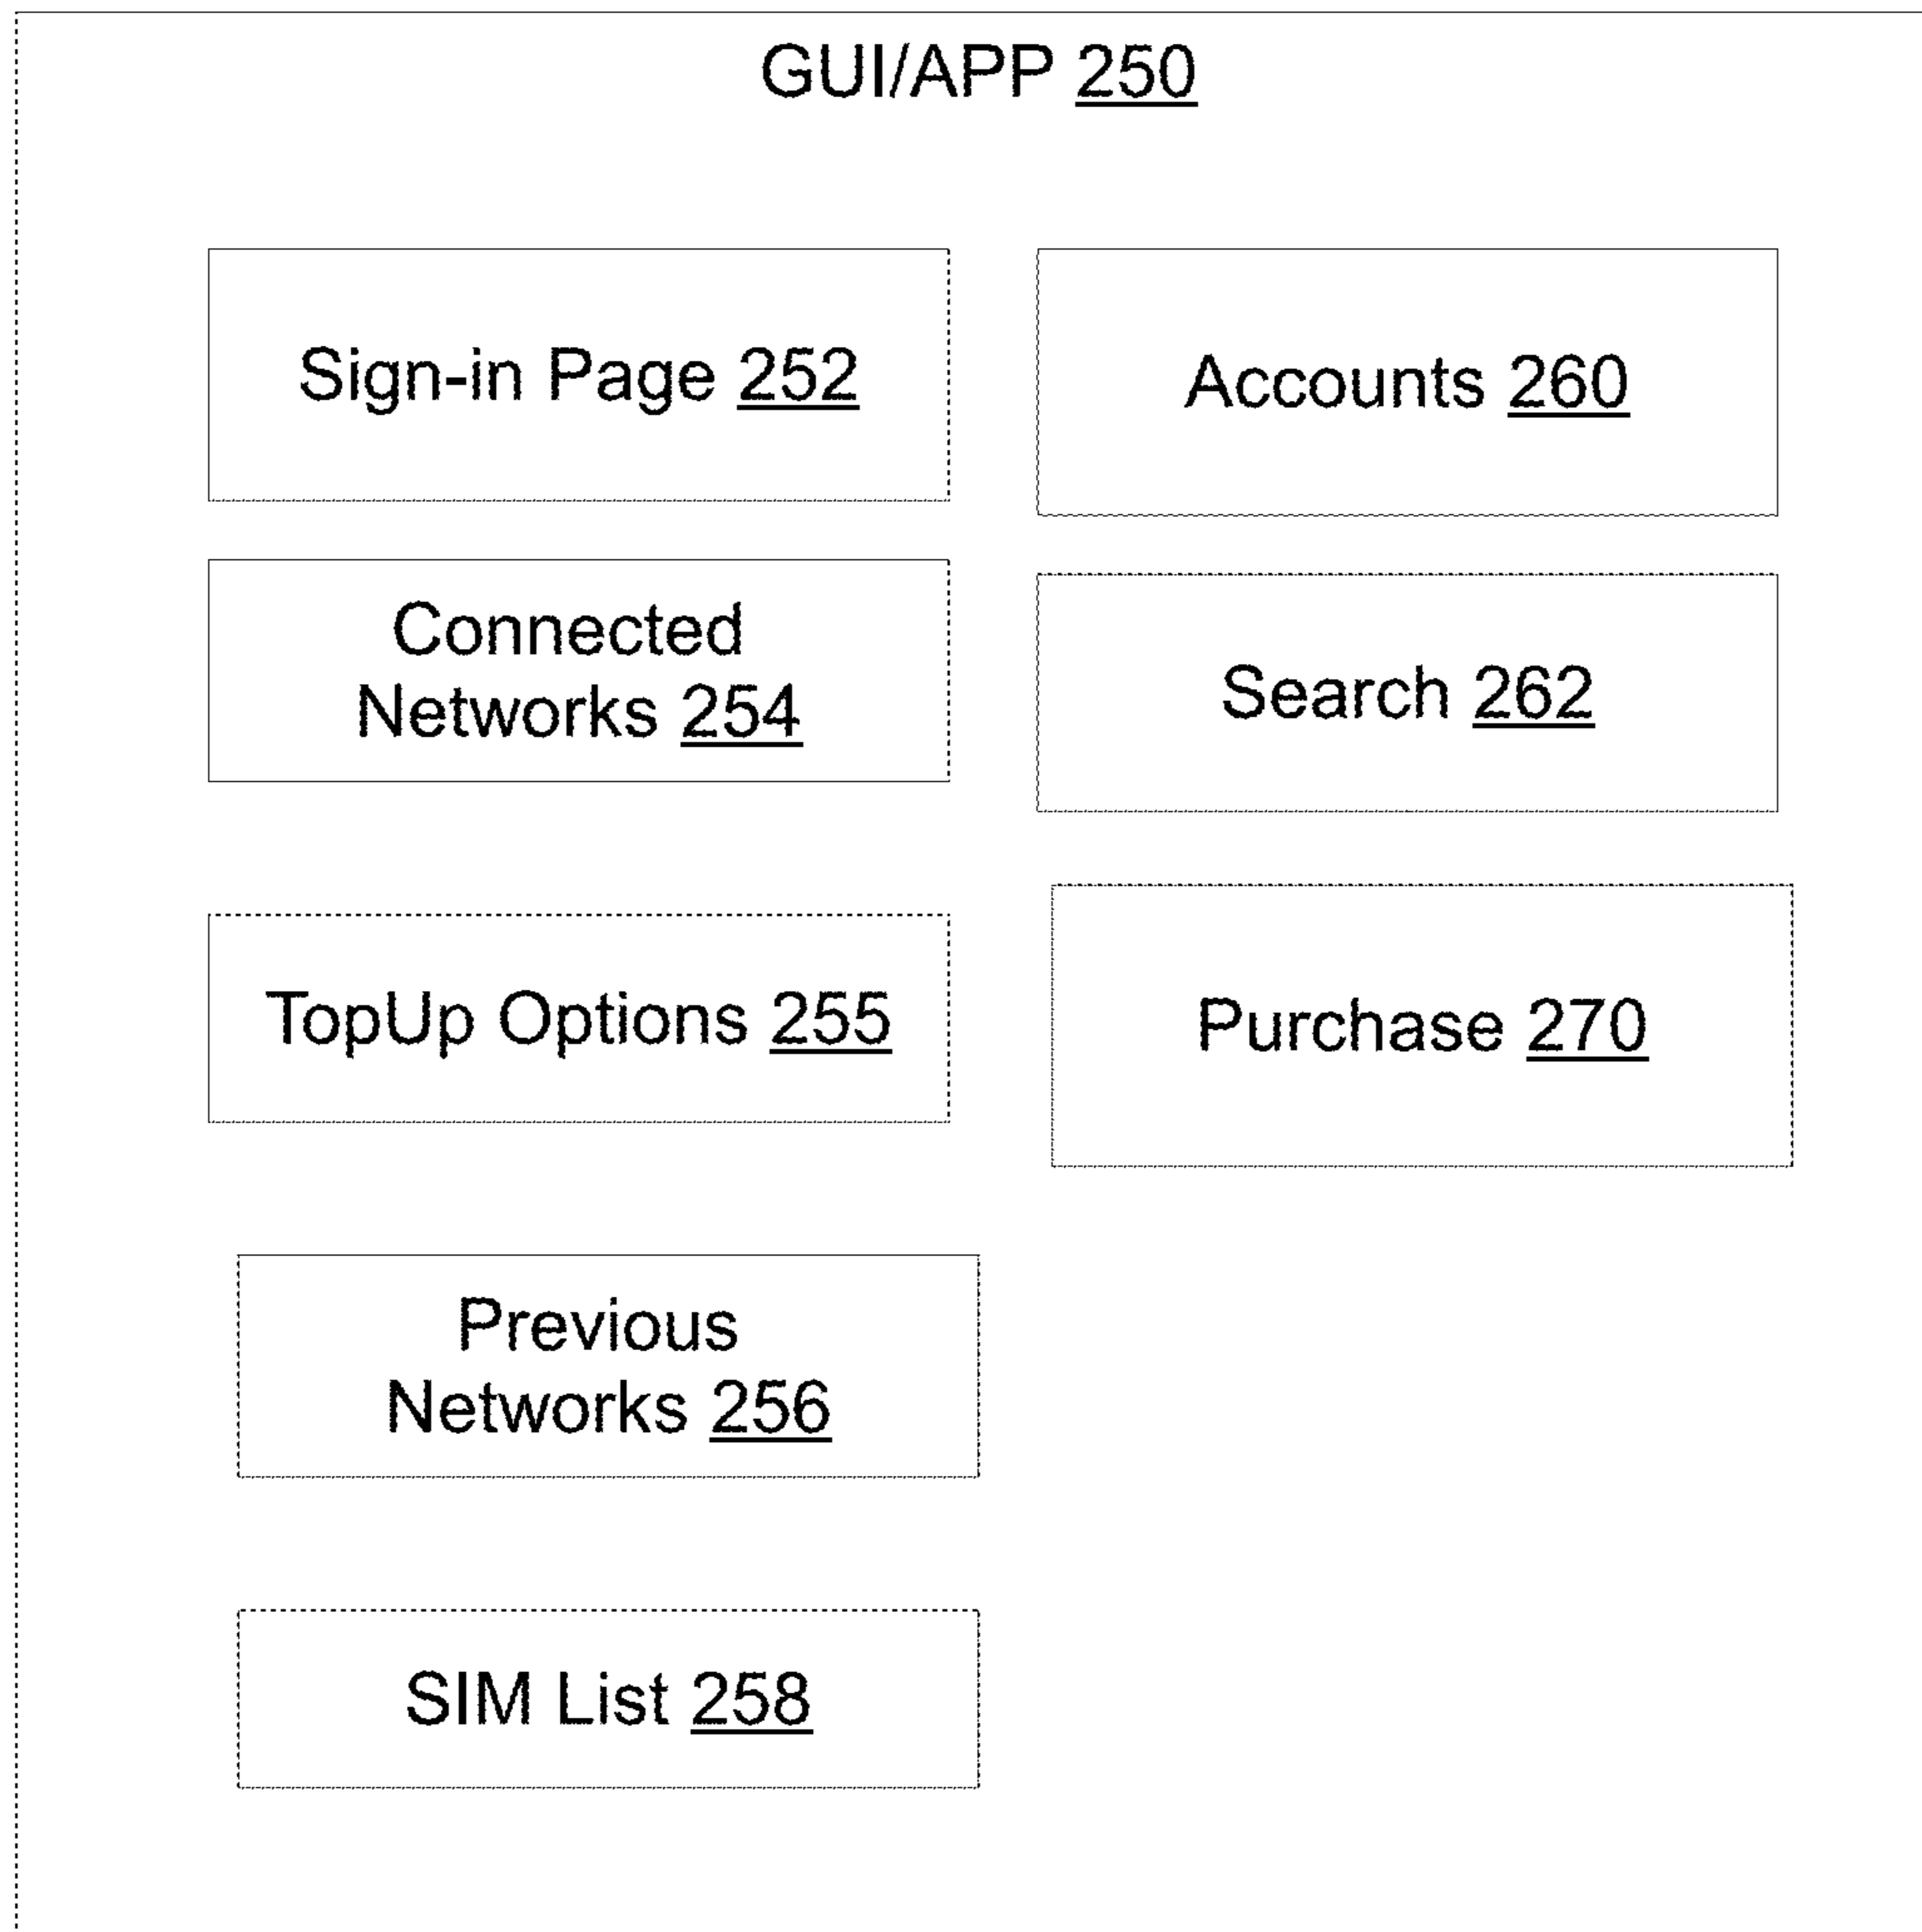 GUI/APP 250
Sign-in Page 252
Accounts 260
Connected
Networks 254
Search 262
TopUp Options 255
Purchase 270
Previous
Networks 256
SIM List 258